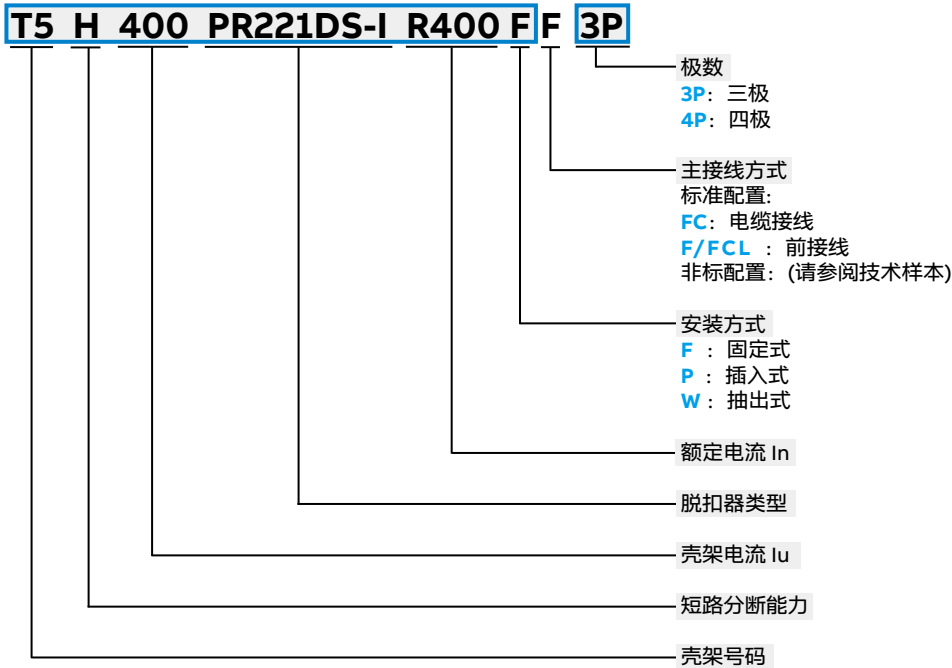 T5 H 400 PR221DS-I R400 F F 3P
极数
3P：三极
4P：四极
主接线方式
标准配置:
FC：电缆接线
F/FCL ：前接线
非标配置：(请参阅技术样本)
安装方式
F ：固定式
P ：插入式
W ：抽出式
额定电流 In
脱扣器类型
壳架电流 Iu
短路分断能力
壳架号码